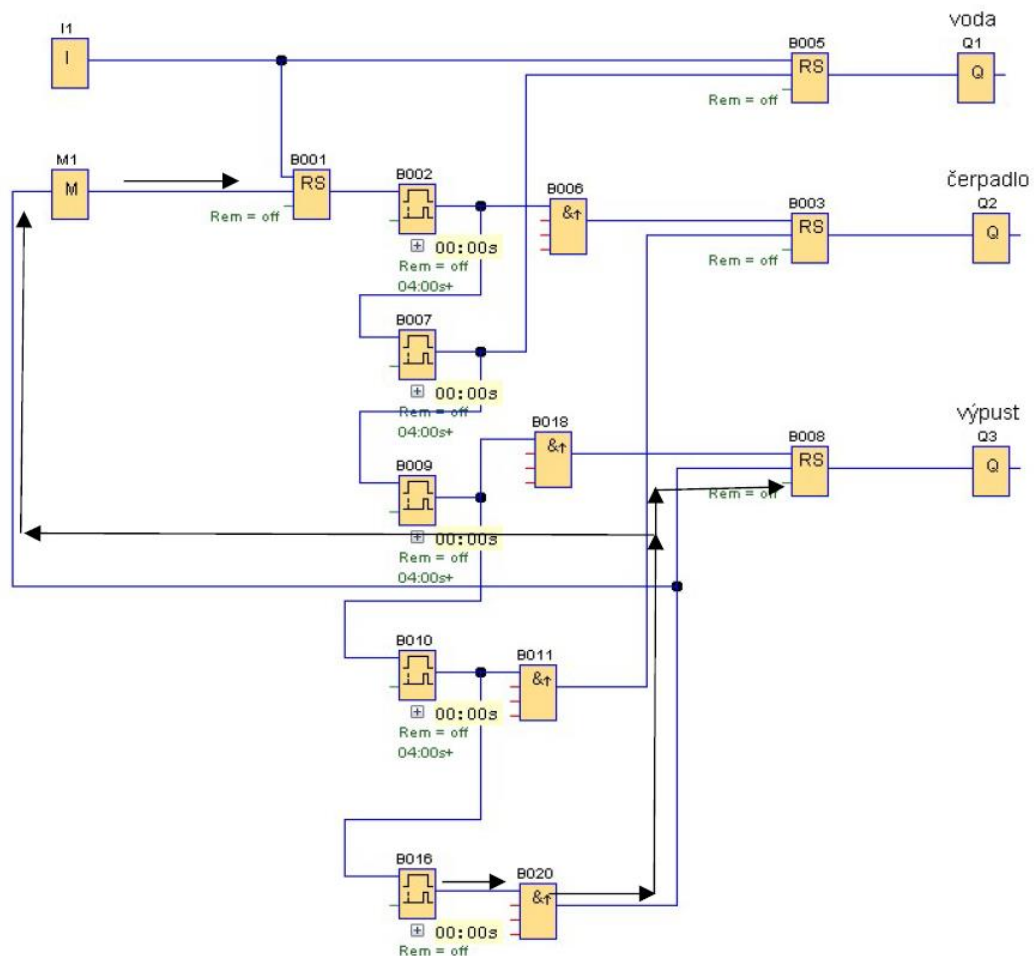 voda
I1
B005
Q1
I
RS
Q
Rem = off
M1
B001
B002
B006
čerpadlo
M
RS
&↑
B003
Q2
Rem = off
RS
Q
00:00s
Rem = off
Rem = off
04:00s+
B007
00:00s
Rem = off
04:00s+
B018
výpust
&↑
B008
Q3
B009
RS
Q
Rem = off
00:00s
Rem = off
04:00s+
B010
B011
&↑
00:00s
Rem = off
04:00s+
B016
B020
&↑
00:00s
Rem = off